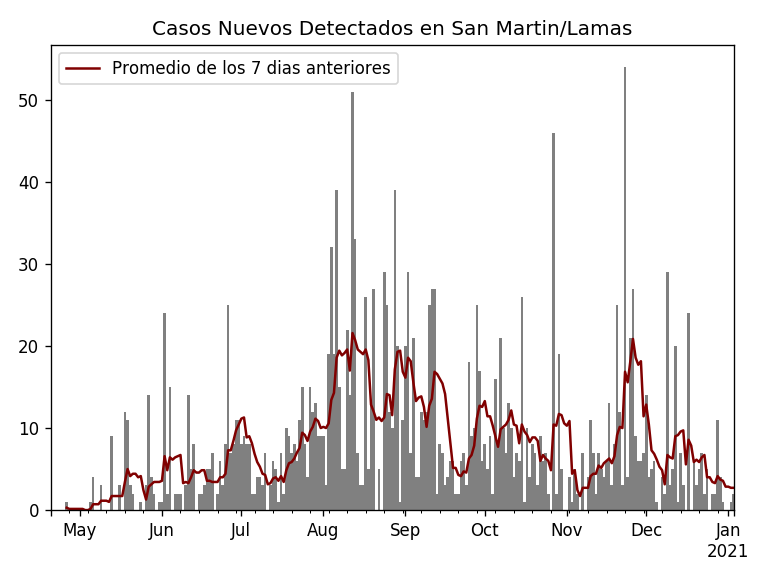 Casos Nuevos Detectados en San Martin/Lamas
Promedio de los 7 dias anteriores
50
40
30
20
10
0
May Jun Jul Aug Sep Oct Nov Dec Jan
2021